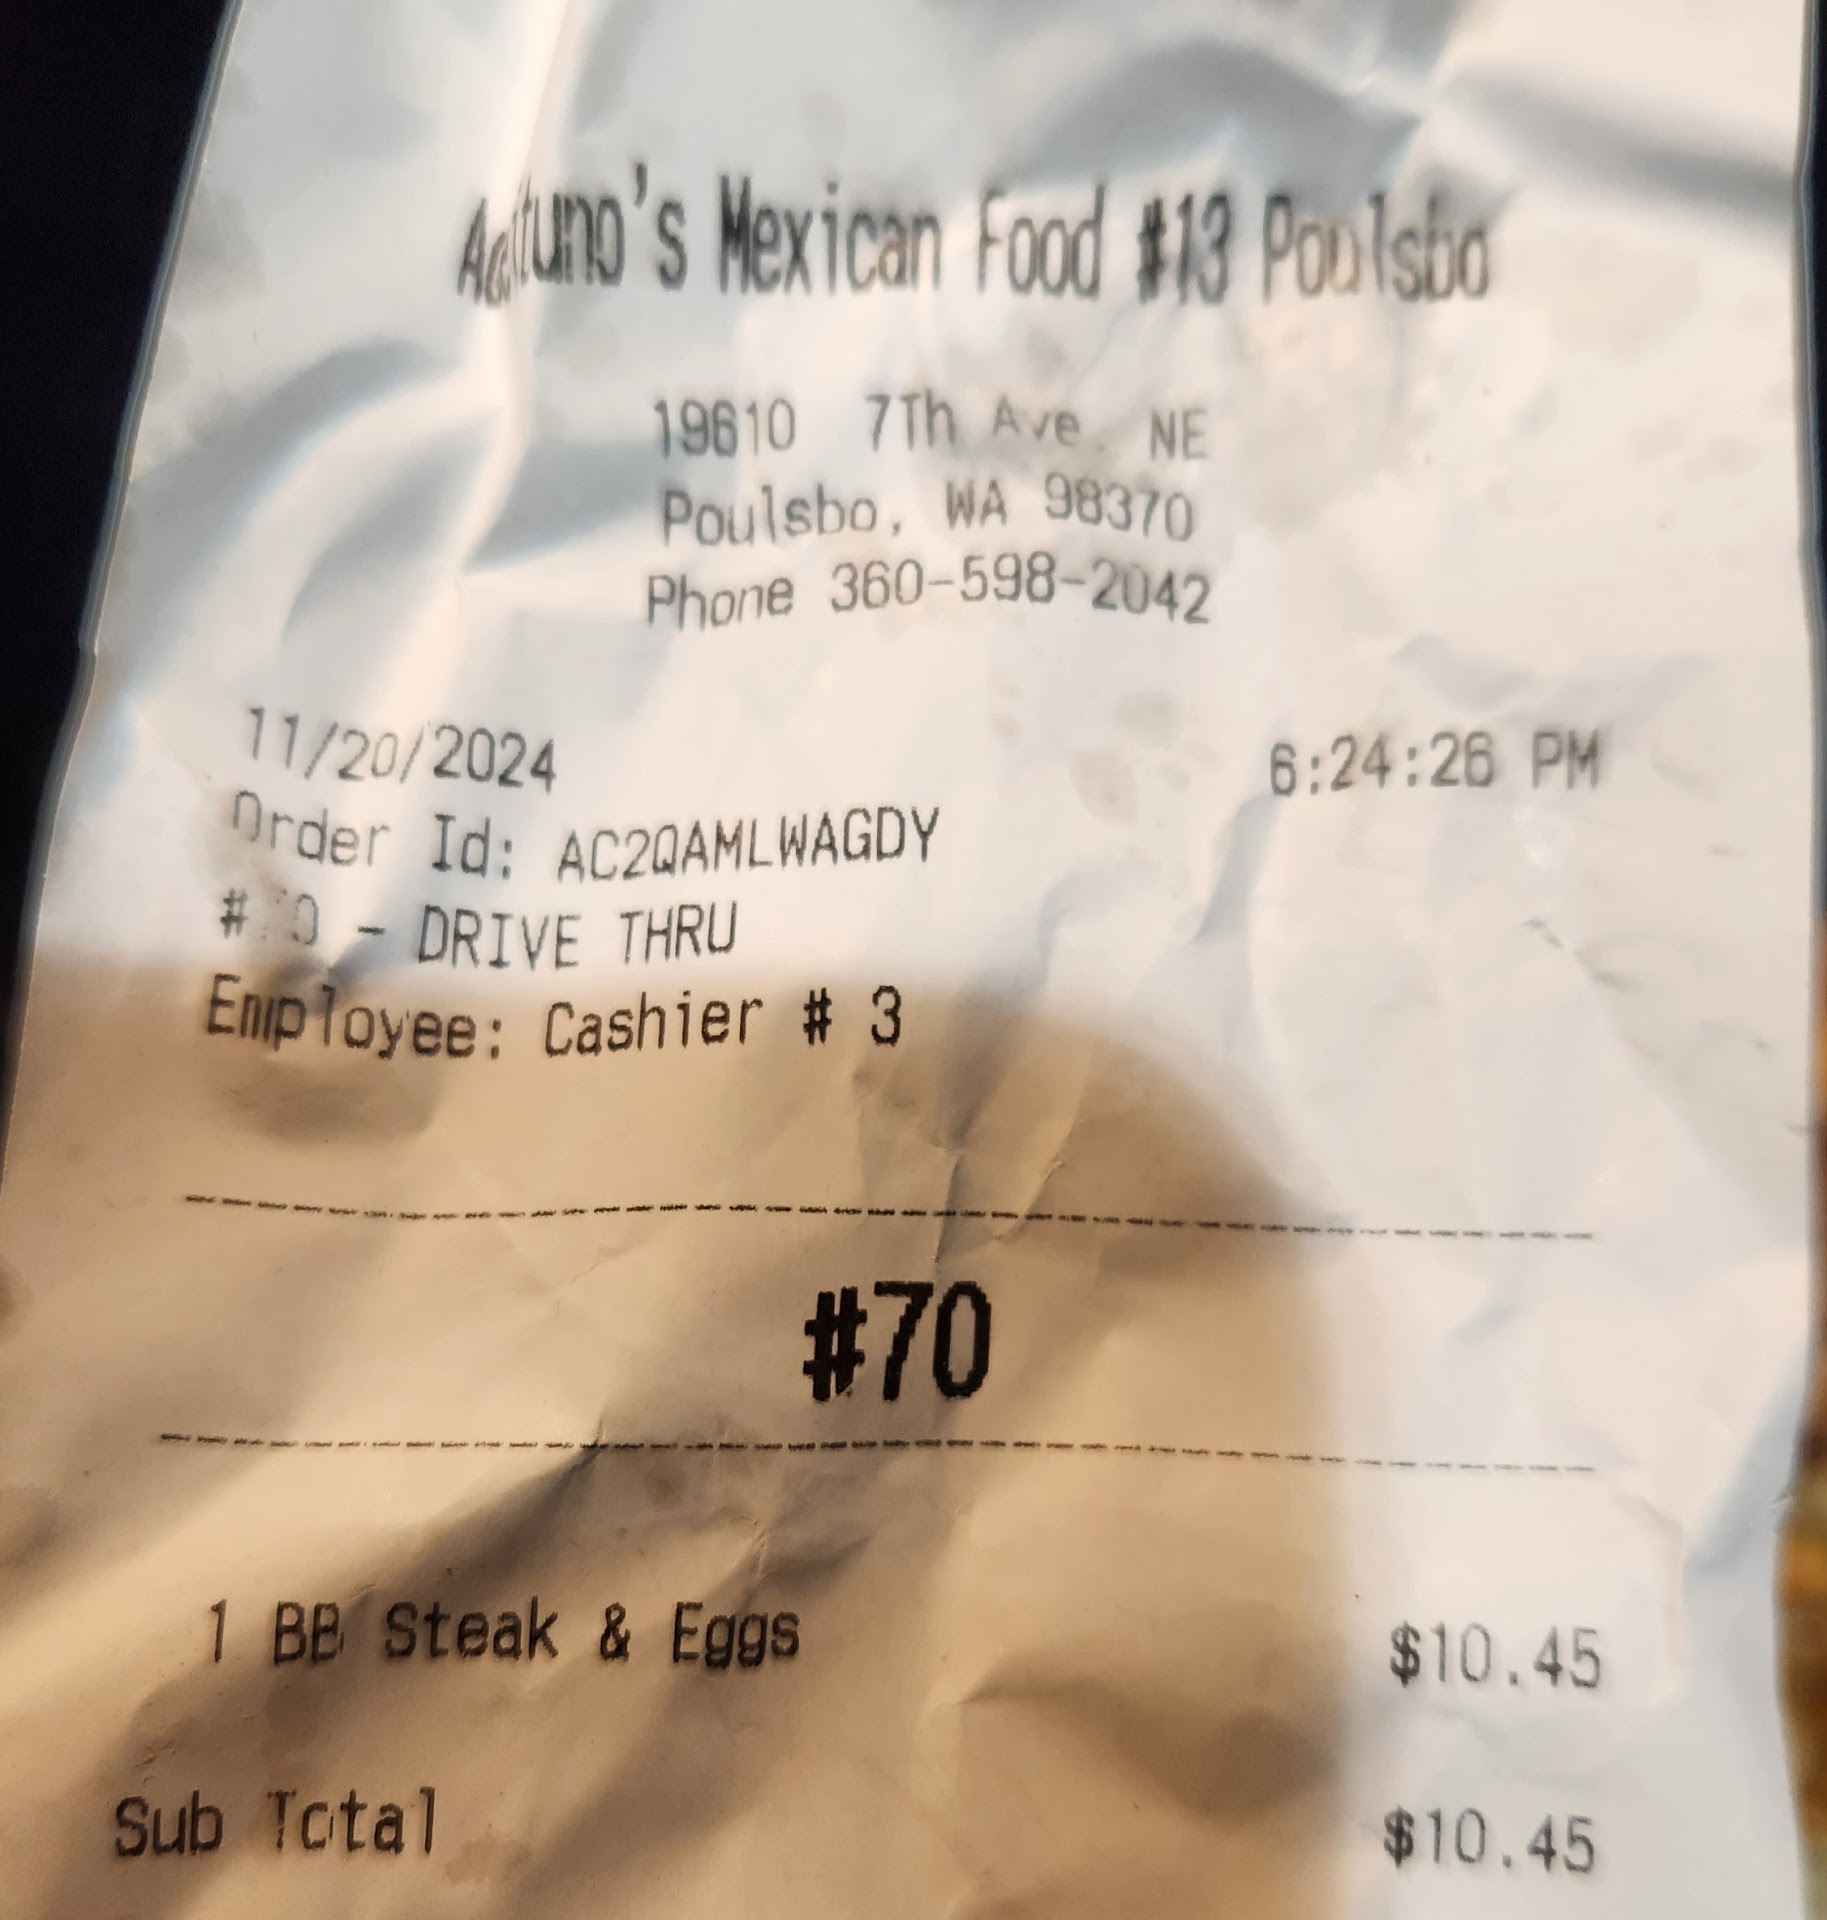 Mexican Food #13 Poulsbo
19610 7Th Ave. NE
Poulsbo, WA 98370
Phone 360-598-2042
11/20/2024 6:24:26 PM
Order Id: AC2QAMLWAGDY
# - DRIVE THRU
Employee: Cashier # 3
#70
1 BB Steak & Eggs $10.45
Sub Total $10.45